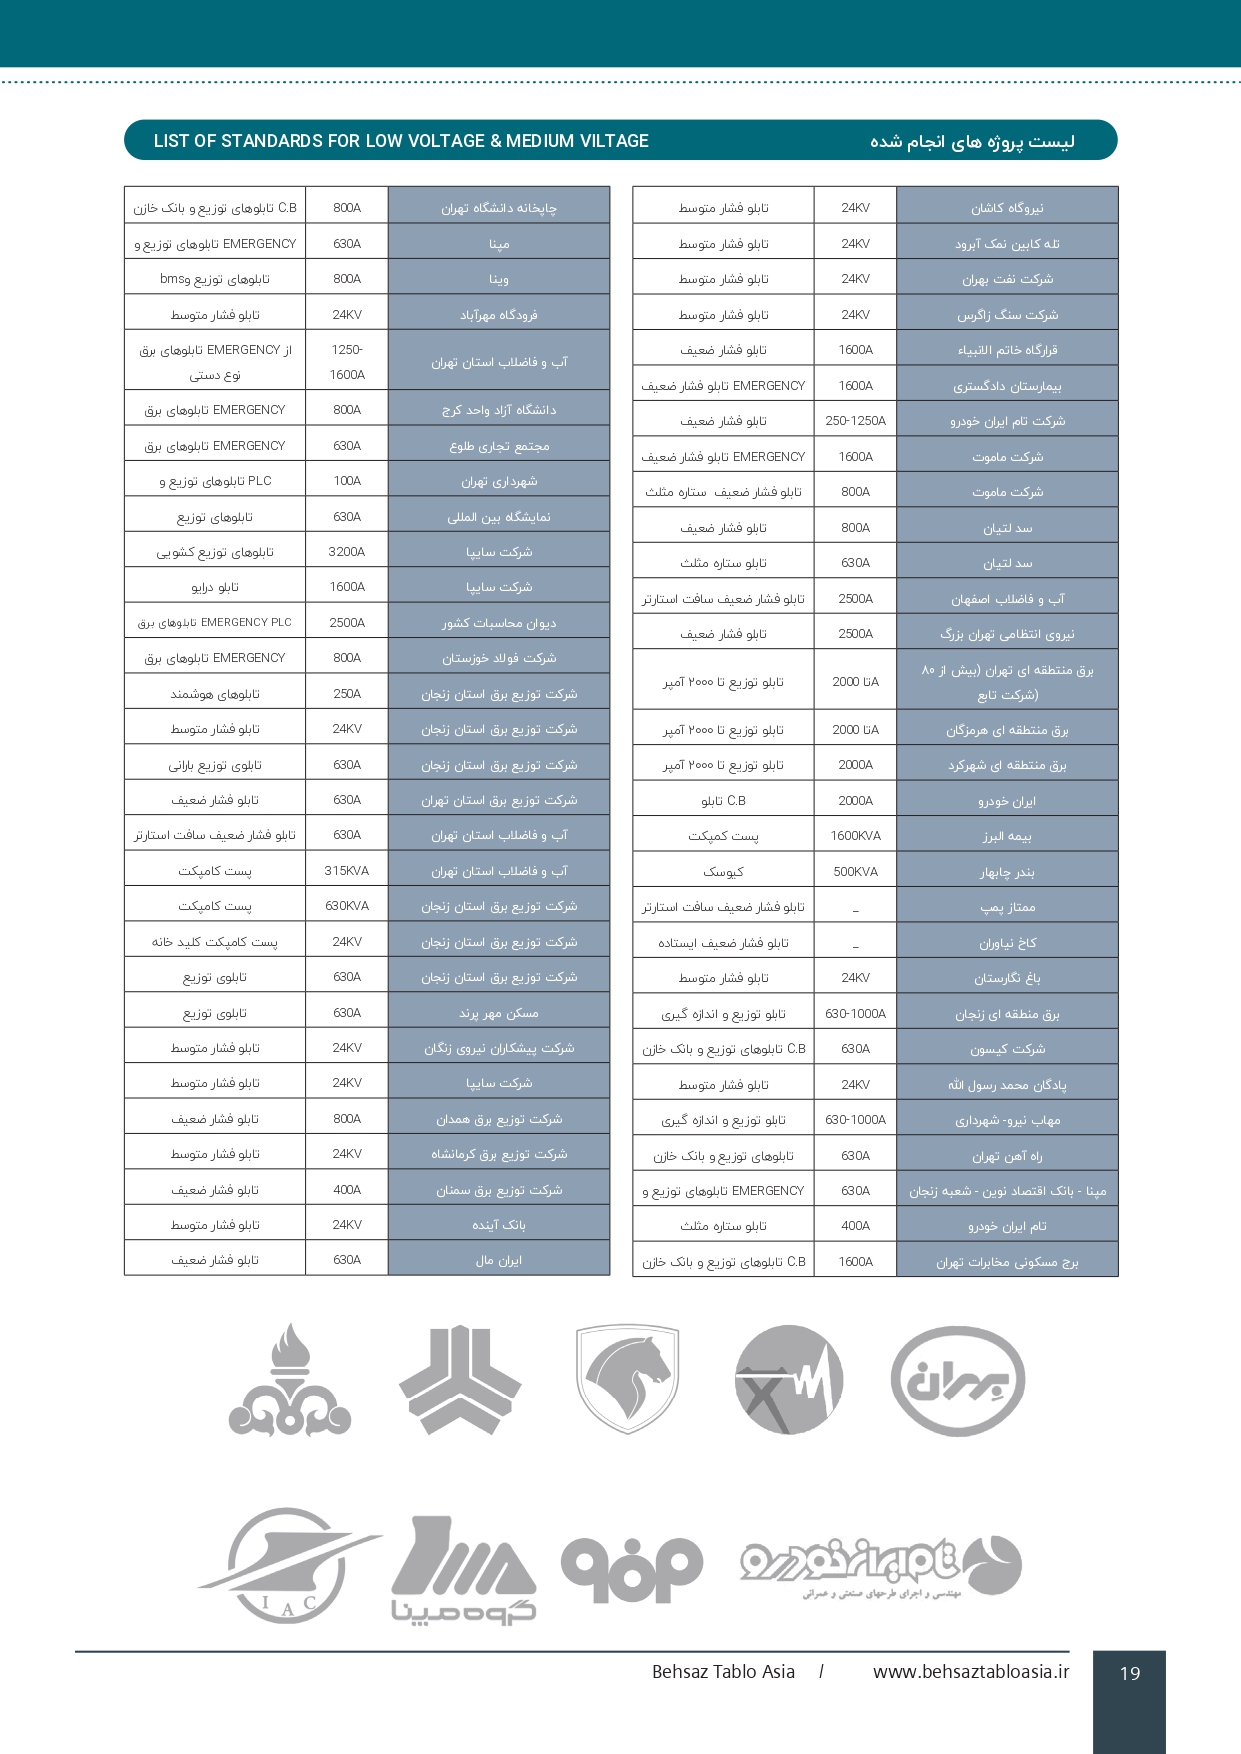 LIST OF STANDARDS FOR LOW VOLTAGE & MEDIUM VILTAGE
لیست پروژه های انجام شده
نیروگاه کاشان 24KV تابلو فشار متوسط
تله کابین نمک آبرود 24KV تابلو فشار متوسط
شرکت نفت بهران 24KV تابلو فشار متوسط
شرکت سنگ زاگرس 24KV تابلو فشار متوسط
قرارگاه خاتم الانبیاء 1600A تابلو فشار ضعیف
بیمارستان دادگستری 1600A تابلو فشار ضعیف EMERGENCY
شرکت تام ایران خودرو 250-1250A تابلو فشار ضعیف
شرکت ماموت 1600A تابلو فشار ضعیف EMERGENCY
شرکت ماموت 800A تابلو فشار ضعیف ستاره مثلث
سد لتیان 800A تابلو فشار ضعیف
سد لتیان 630A تابلو ستاره مثلث
آب و فاضلاب اصفهان 2500A تابلو فشار ضعیف سافت استارتر
نیروی انتظامی تهران بزرگ 2500A تابلو فشار ضعیف
برق منتطقه ای تهران (بیش از ۸۰
شرکت تابع) تا 2000A تابلو توزیع تا ۲۰۰۰ آمپر
برق منتطقه ای هرمزگان تا 2000A تابلو توزیع تا ۲۰۰۰ آمپر
برق منتطقه ای شهرکرد 2000A تابلو توزیع تا ۲۰۰۰ آمپر
ایران خودرو 2000A تابلو C.B
بیمه البرز 1600KVA پست کمپکت
بندر چابهار 500KVA کیوسک
ممتاز پمپ _ تابلو فشار ضعیف سافت استارتر
کاخ نیاوران _ تابلو فشار ضعیف ایستاده
باغ نگارستان 24KV تابلو فشار متوسط
برق منطقه ای زنجان 630-1000A تابلو توزیع و اندازه گیری
شرکت کیسون 630A تابلوهای توزیع و بانک خازن C.B
پادگان محمد رسول الله 24KV تابلو فشار متوسط
مهاب نیرو- شهرداری 630-1000A تابلو توزیع و اندازه گیری
راه آهن تهران 630A تابلوهای توزیع و بانک خازن
مپنا - بانک اقتصاد نوین - شعبه زنجان 630A تابلوهای توزیع و EMERGENCY
تام ایران خودرو 400A تابلو ستاره مثلث
برج مسکونی مخابرات تهران 1600A تابلوهای توزیع و بانک خازن C.B
چاپخانه دانشگاه تهران 800A تابلوهای توزیع و بانک خازن C.B
مپنا 630A تابلوهای توزیع و EMERGENCY
وینا 800A تابلوهای توزیع وbms
فرودگاه مهرآباد 24KV تابلو فشار متوسط
آب و فاضلاب استان تهران 1250-1600A تابلوهای برق EMERGENCY از
نوع دستی
دانشگاه آزاد واحد کرج 800A تابلوهای برق EMERGENCY
مجتمع تجاری طلوع 630A تابلوهای برق EMERGENCY
شهرداری تهران 100A تابلوهای توزیع و PLC
نمایشگاه بین المللی 630A تابلوهای توزیع
شرکت سایپا 3200A تابلوهای توزیع کشویی
شرکت سایپا 1600A تابلو درایو
دیوان محاسبات کشور 2500A تابلوهای برق EMERGENCY PLC
شرکت فولاد خوزستان 800A تابلوهای برق EMERGENCY
شرکت توزیع برق استان زنجان 250A تابلوهای هوشمند
شرکت توزیع برق استان زنجان 24KV تابلو فشار متوسط
شرکت توزیع برق استان زنجان 630A تابلوی توزیع بارانی
شرکت توزیع برق استان تهران 630A تابلو فشار ضعیف
آب و فاضلاب استان تهران 630A تابلو فشار ضعیف سافت استارتر
آب و فاضلاب استان تهران 315KVA پست کامپکت
شرکت توزیع برق استان زنجان 630KVA پست کامپکت
شرکت توزیع برق استان زنجان 24KV پست کامپکت کلید خانه
شرکت توزیع برق استان زنجان 630A تابلوی توزیع
مسکن مهر پرند 630A تابلوی توزیع
شرکت پیشکاران نیروی زنگان 24KV تابلو فشار متوسط
شرکت سایپا 24KV تابلو فشار متوسط
شرکت توزیع برق همدان 800A تابلو فشار ضعیف
شرکت توزیع برق کرمانشاه 24KV تابلو فشار متوسط
شرکت توزیع برق سمنان 400A تابلو فشار ضعیف
بانک آینده 24KV تابلو فشار متوسط
ایران مال 630A تابلو فشار ضعیف
بهران
تام ایران خودرو
مهندسی و اجرای طرحهای صنعتی و عمرانی
گروه مپنا
IAC
Behsaz Tablo Asia / www.behsaztabloasia.ir
19